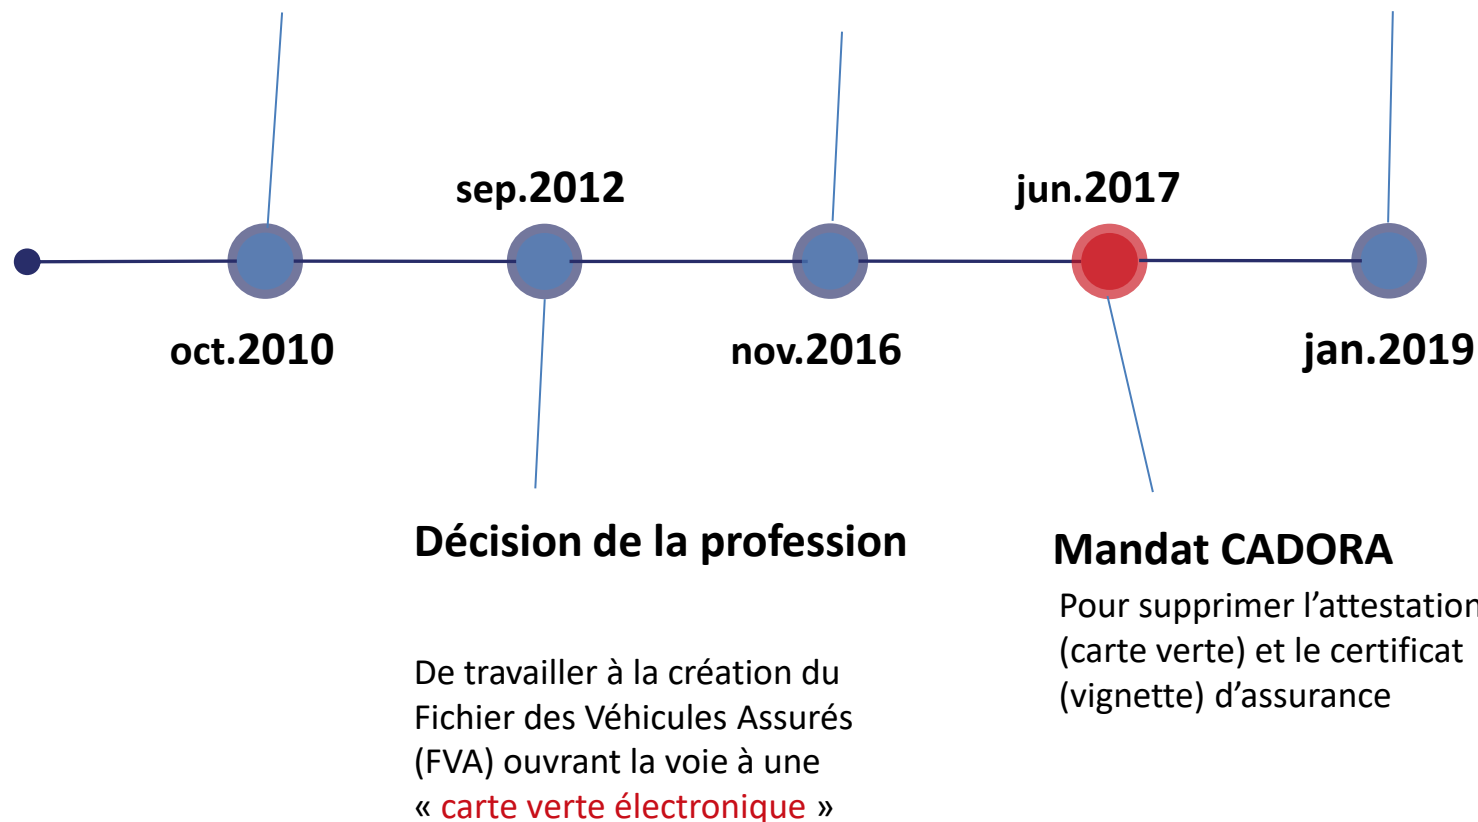 sep.2012
jun.2017
oct.2010
nov.2016
jan.2019
Décision de la profession
De travailler à la création du
Fichier des Véhicules Assurés
(FVA) ouvrant la voie à une
« carte verte électronique »
Mandat CADORA
Pour supprimer l’attestation
(carte verte) et le certificat
(vignette) d’assurance